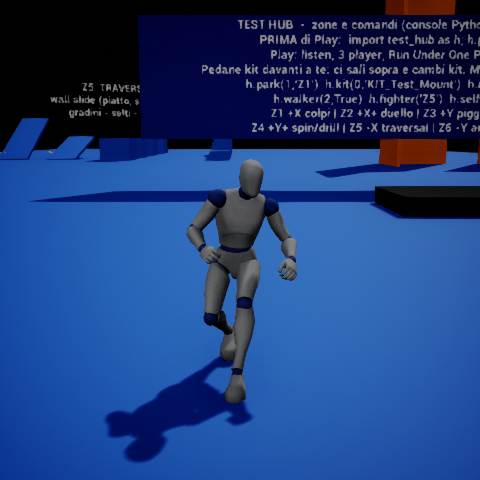 TEST HUB - zone e comandi (console Pytho
PRIMA di Play: import test_hub as h; h.p
Play: listen, 3 player, Run Under One P
Pedane kit davanti a te: ci sali sopra e cambi kit. M
h.park(1,'Z1') h.kit(0,'KIT_Test_Mount') h.
h.walker(2,True) h.fighter('Z5') h.self
Z1 +X colpi | Z2 +X+ duello | Z3 +Y pigg
Z4 +Y+ spin/drill | Z5 -X traversal | Z6 -Y ar
Z5 TRAVERS
wall slide (piatto, s
gradini - salti -